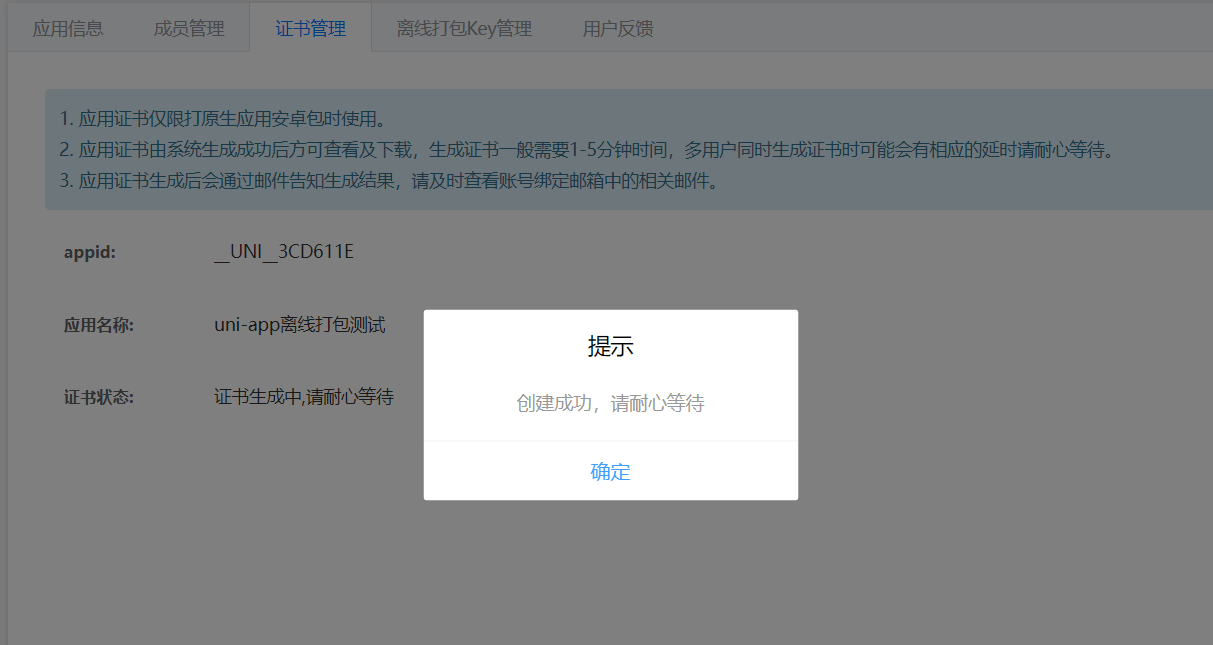 应用信息 成员管理 证书管理 离线打包Key管理 用户反馈
1. 应用证书仅限打原生应用安卓包时使用。
2. 应用证书由系统生成成功后方可查看及下载，生成证书一般需要1-5分钟时间，多用户同时生成证书时可能会有相应的延时请耐心等待。
3. 应用证书生成后会通过邮件告知生成结果，请及时查看账号绑定邮箱中的相关邮件。
appid: __UNI__3CD611E
应用名称: uni-app离线打包测试
提示
证书状态: 证书生成中,请耐心等待
创建成功，请耐心等待
确定